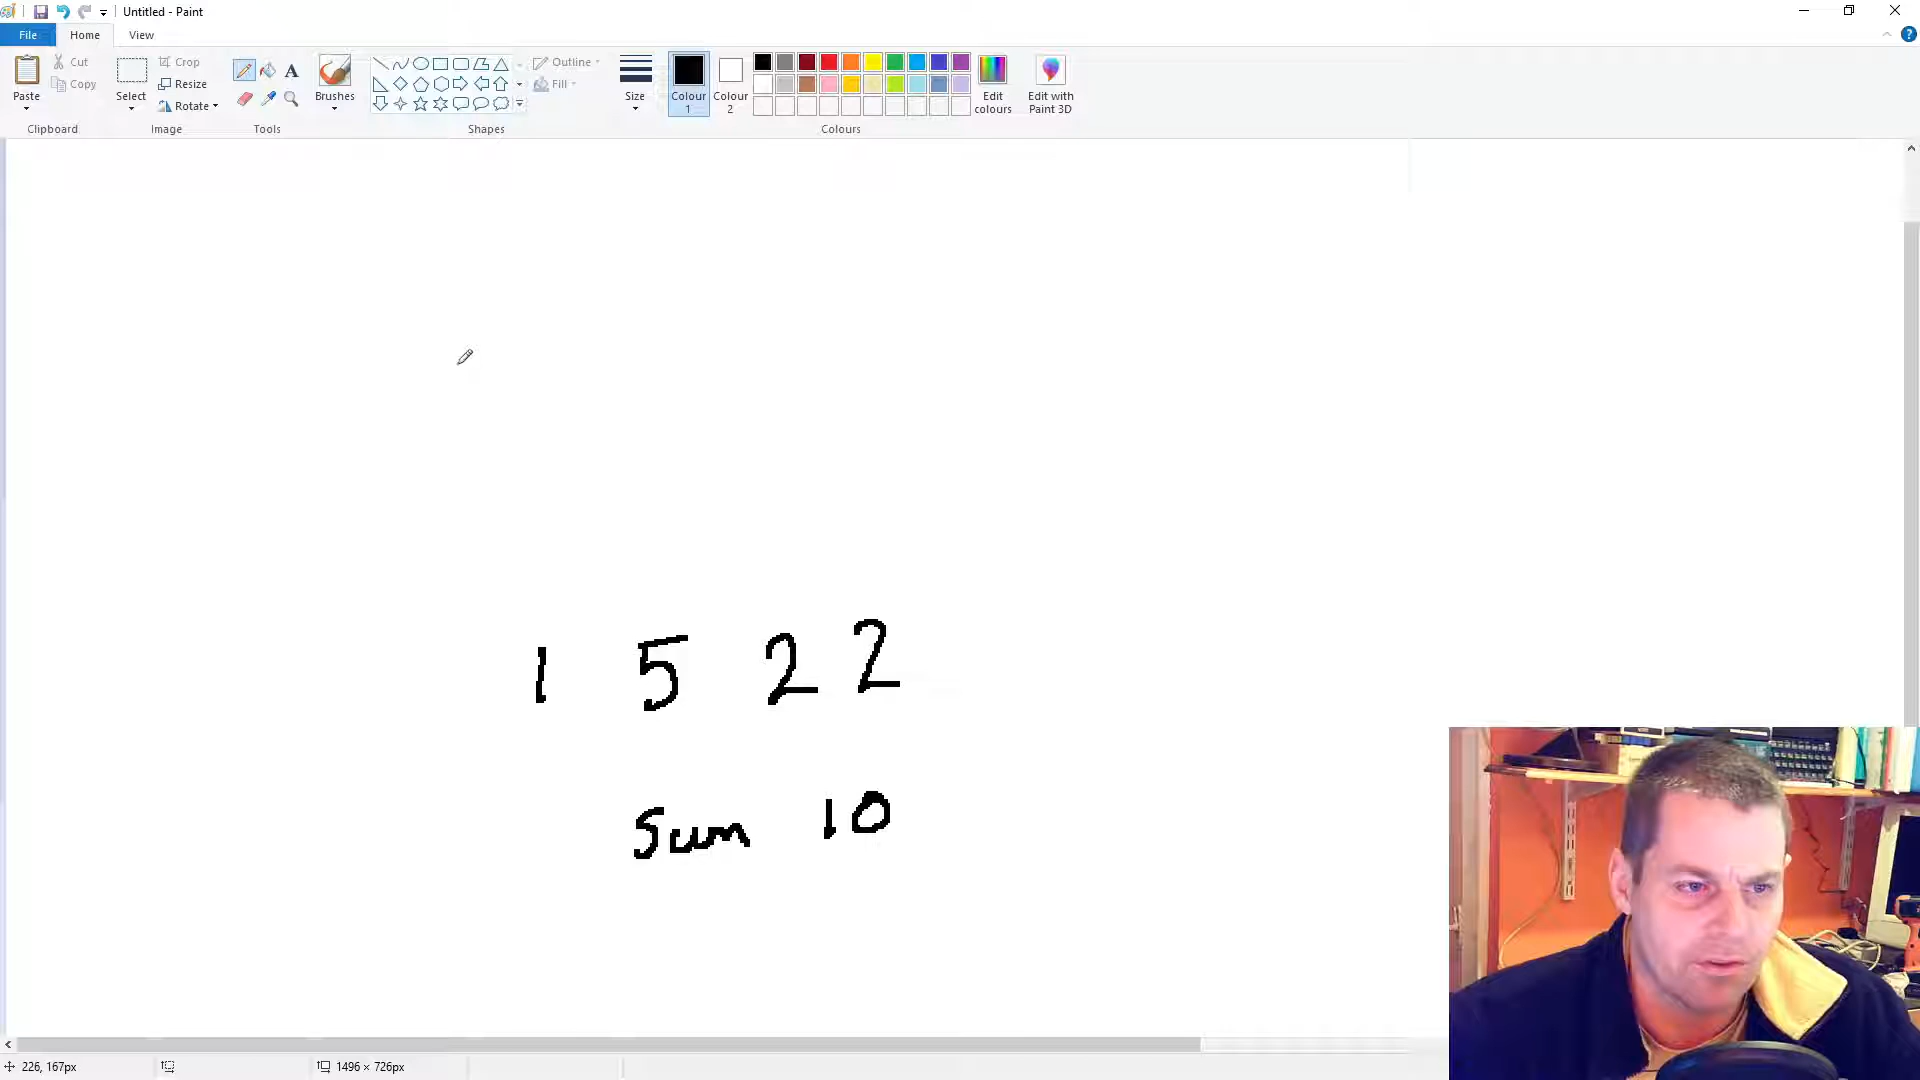 Untitled - Paint
File Home View
Cut
Copy
Paste
Clipboard
Crop
Resize
Rotate
Select
Image
Tools
Brushes
Outline
Fill
Shapes
Size
Colour 1
Colour 2
Edit colours
Edit with Paint 3D
Colours
1 5 2 2
Sum 10
226, 167px
1496 × 726px